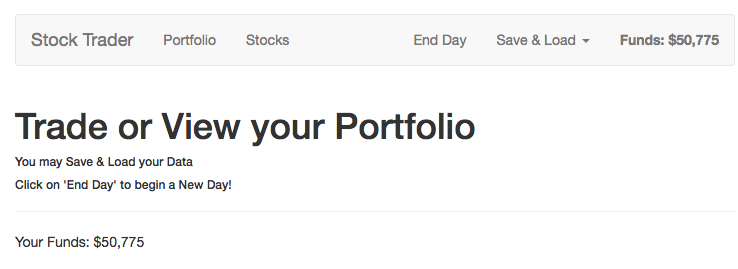 Stock Trader Portfolio Stocks End Day Save & Load Funds: $50,775
Trade or View your Portfolio
You may Save & Load your Data
Click on 'End Day' to begin a New Day!
Your Funds: $50,775